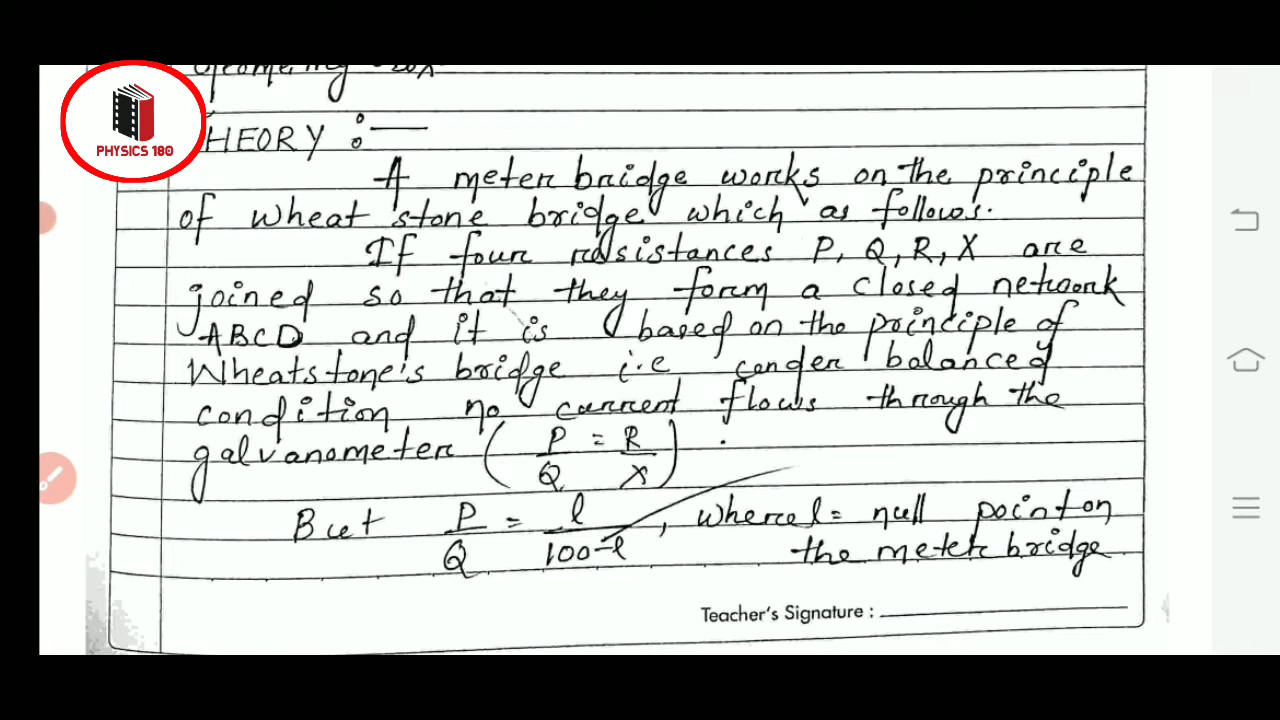 Geometry Box
PHYSICS 180
THEORY :—
A meter bridge works on the principle
of wheat stone bridge which as follows.
If four resistances P, Q, R, X are
joined so that they form a closed network
ABCD and it is based on the principle of
Wheatstone's bridge i.e under balanced
condition no current flows through the
galvanometer (P/Q = R/X).
But P/Q = l/100-l, where l = null point on
the meter bridge
Teacher's Signature :